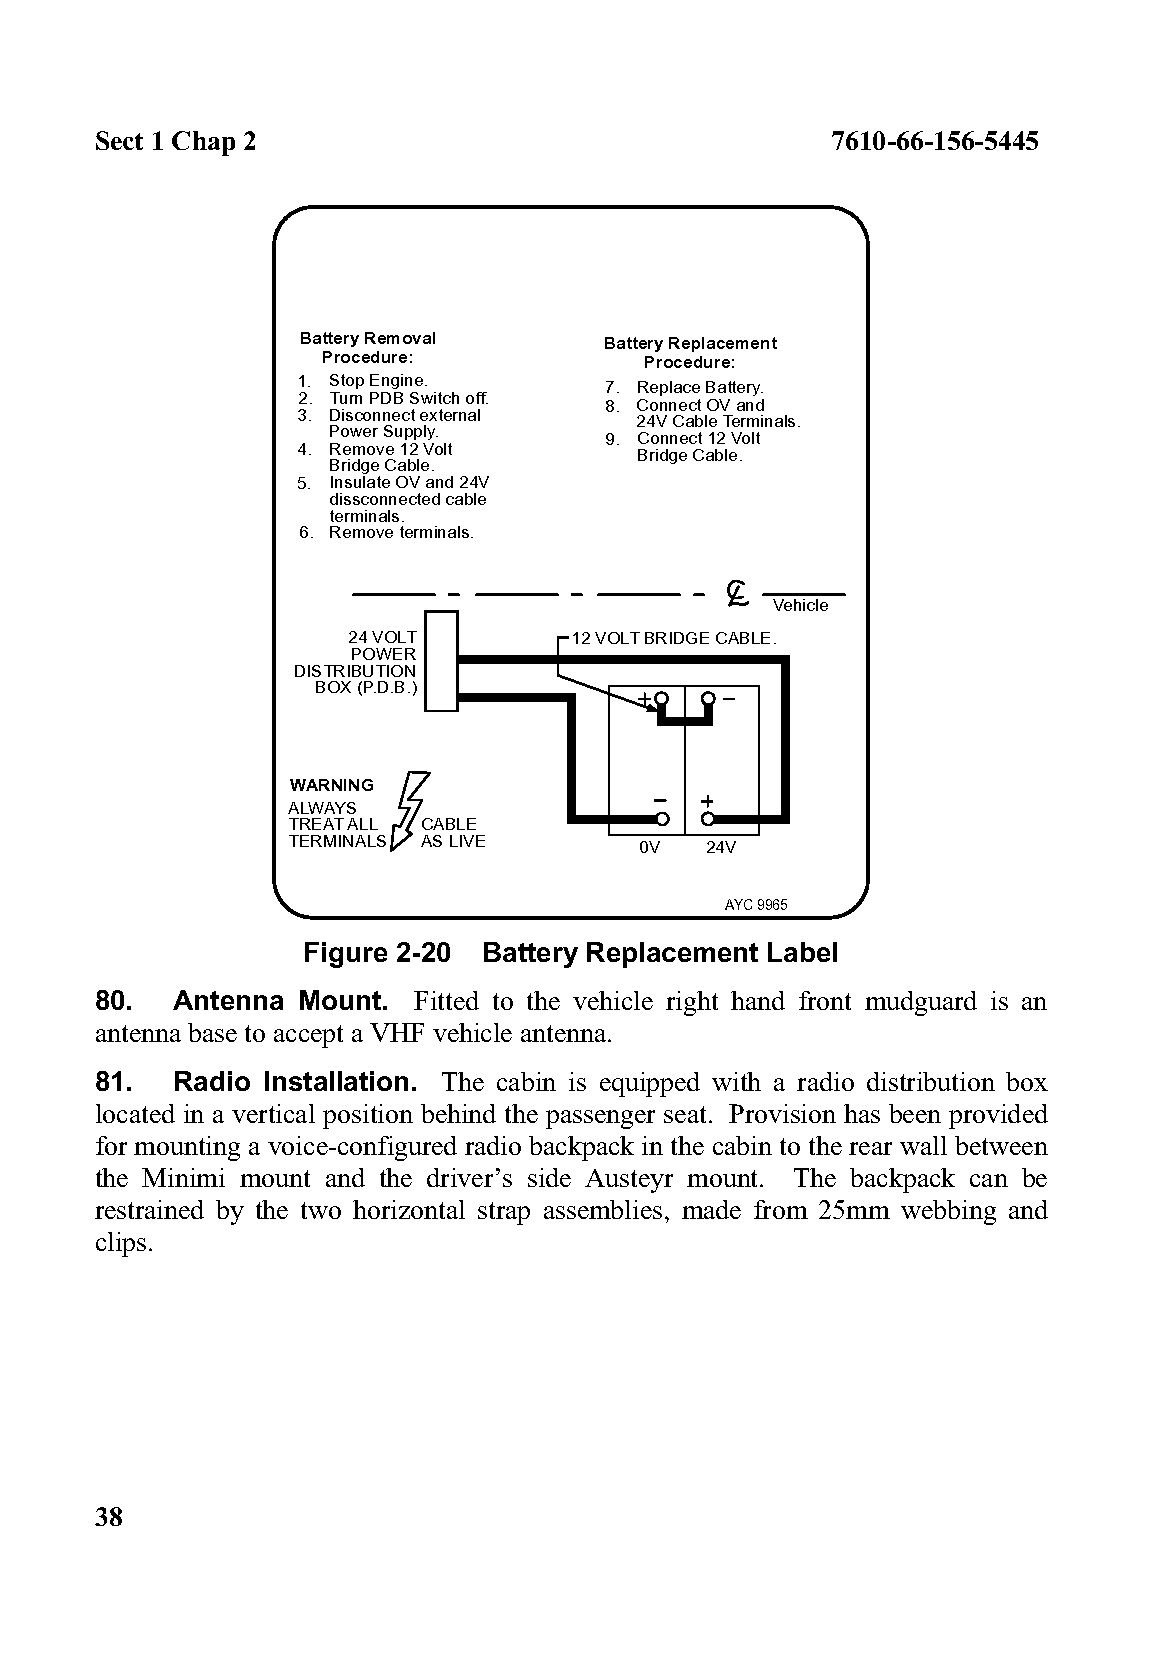 Sect 1 Chap 2
7610-66-156-5445
Battery Removal
Procedure:
1. Stop Engine.
2. Turn PDB Switch off.
3. Disconnect external
Power Supply.
4. Remove 12 Volt
Bridge Cable.
5. Insulate OV and 24V
dissconnected cable
terminals.
6. Remove terminals.
Battery Replacement
Procedure:
7. Replace Battery.
8. Connect OV and
24V Cable Terminals.
9. Connect 12 Volt
Bridge Cable.
℄
Vehicle
24 VOLT
POWER
DISTRIBUTION
BOX (P.D.B.)
12 VOLT BRIDGE CABLE.
+ −
− +
0V 24V
WARNING
ALWAYS
TREAT ALL CABLE
TERMINALS AS LIVE
AYC 9965
Figure 2-20 Battery Replacement Label
80. Antenna Mount. Fitted to the vehicle right hand front mudguard is an
antenna base to accept a VHF vehicle antenna.
81. Radio Installation. The cabin is equipped with a radio distribution box
located in a vertical position behind the passenger seat. Provision has been provided
for mounting a voice-configured radio backpack in the cabin to the rear wall between
the Minimi mount and the driver’s side Austeyr mount. The backpack can be
restrained by the two horizontal strap assemblies, made from 25mm webbing and
clips.
38